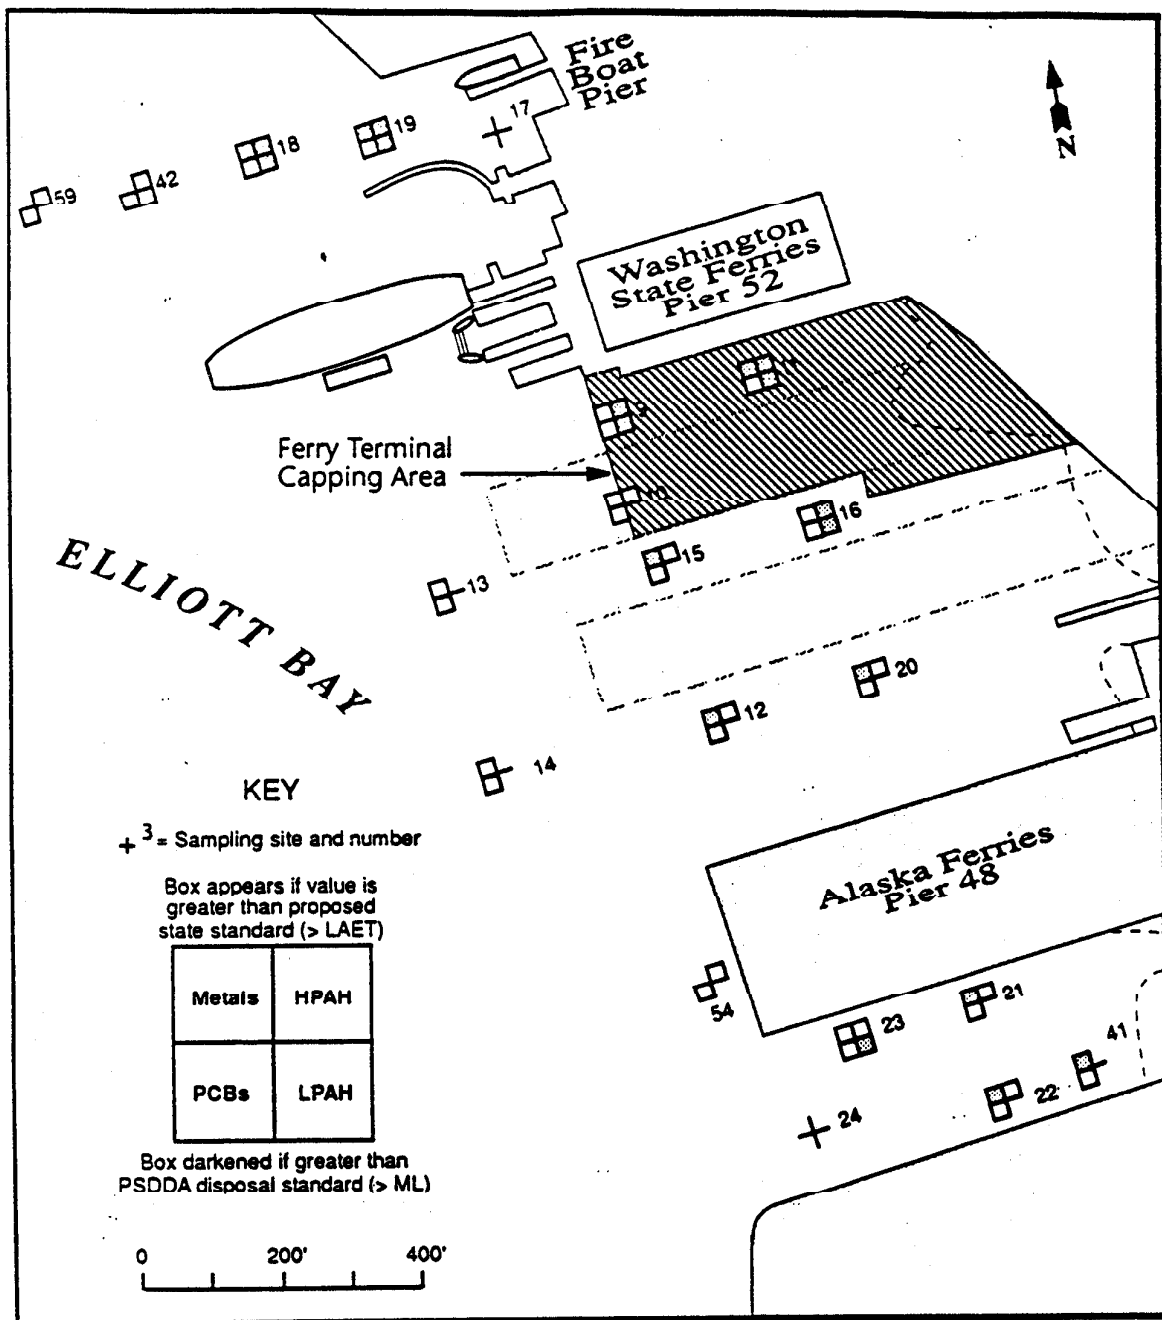 Fire
Boat
Pier
17
19
18
42
59
N
Washington
State Ferries
Pier 52
11
9
10
Ferry Terminal
Capping Area
16
15
13
ELLIOTT BAY
20
12
14
KEY
+ 3 = Sampling site and number
Box appears if value is
greater than proposed
state standard (> LAET)
Metals HPAH
PCBs LPAH
Box darkened if greater than
PSDDA disposal standard (> ML)
Alaska Ferries
Pier 48
54
21
23
41
22
24
0 200' 400'